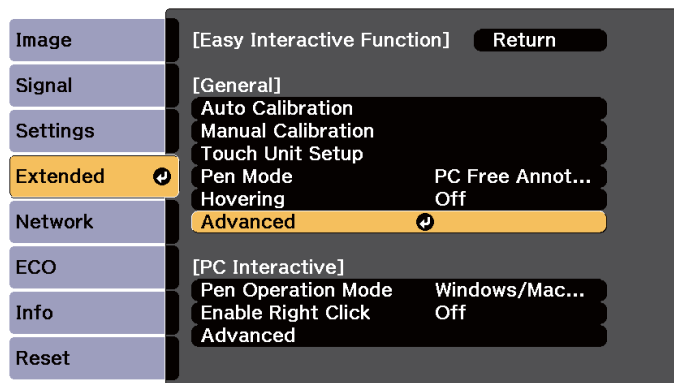 Image
Signal
Settings
Extended
Network
ECO
Info
Reset
[Easy Interactive Function] Return
[General]
Auto Calibration
Manual Calibration
Touch Unit Setup
Pen Mode PC Free Annot...
Hovering Off
Advanced
[PC Interactive]
Pen Operation Mode Windows/Mac...
Enable Right Click Off
Advanced